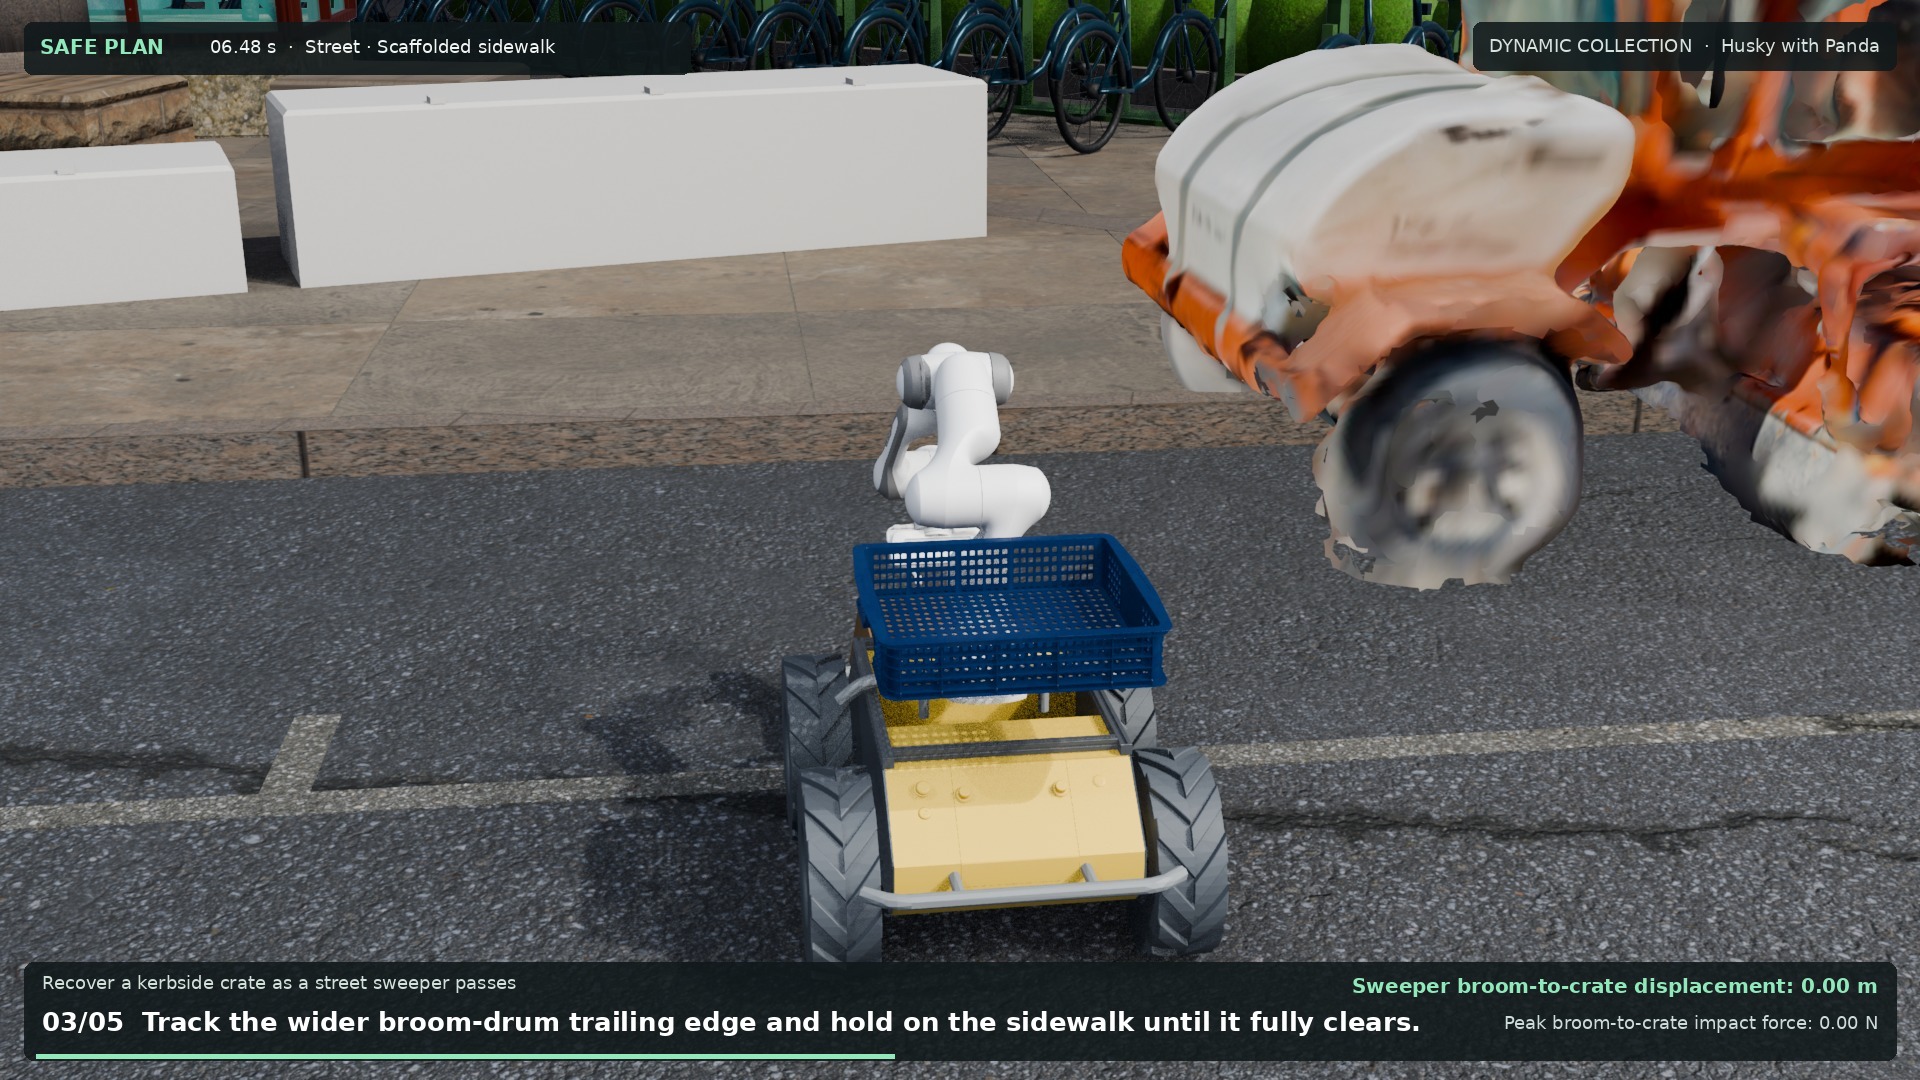 SAFE PLAN 06.48 s · Street · Scaffolded sidewalk
DYNAMIC COLLECTION · Husky with Panda
Recover a kerbside crate as a street sweeper passes
Sweeper broom-to-crate displacement: 0.00 m
03/05 Track the wider broom-drum trailing edge and hold on the sidewalk until it fully clears.
Peak broom-to-crate impact force: 0.00 N